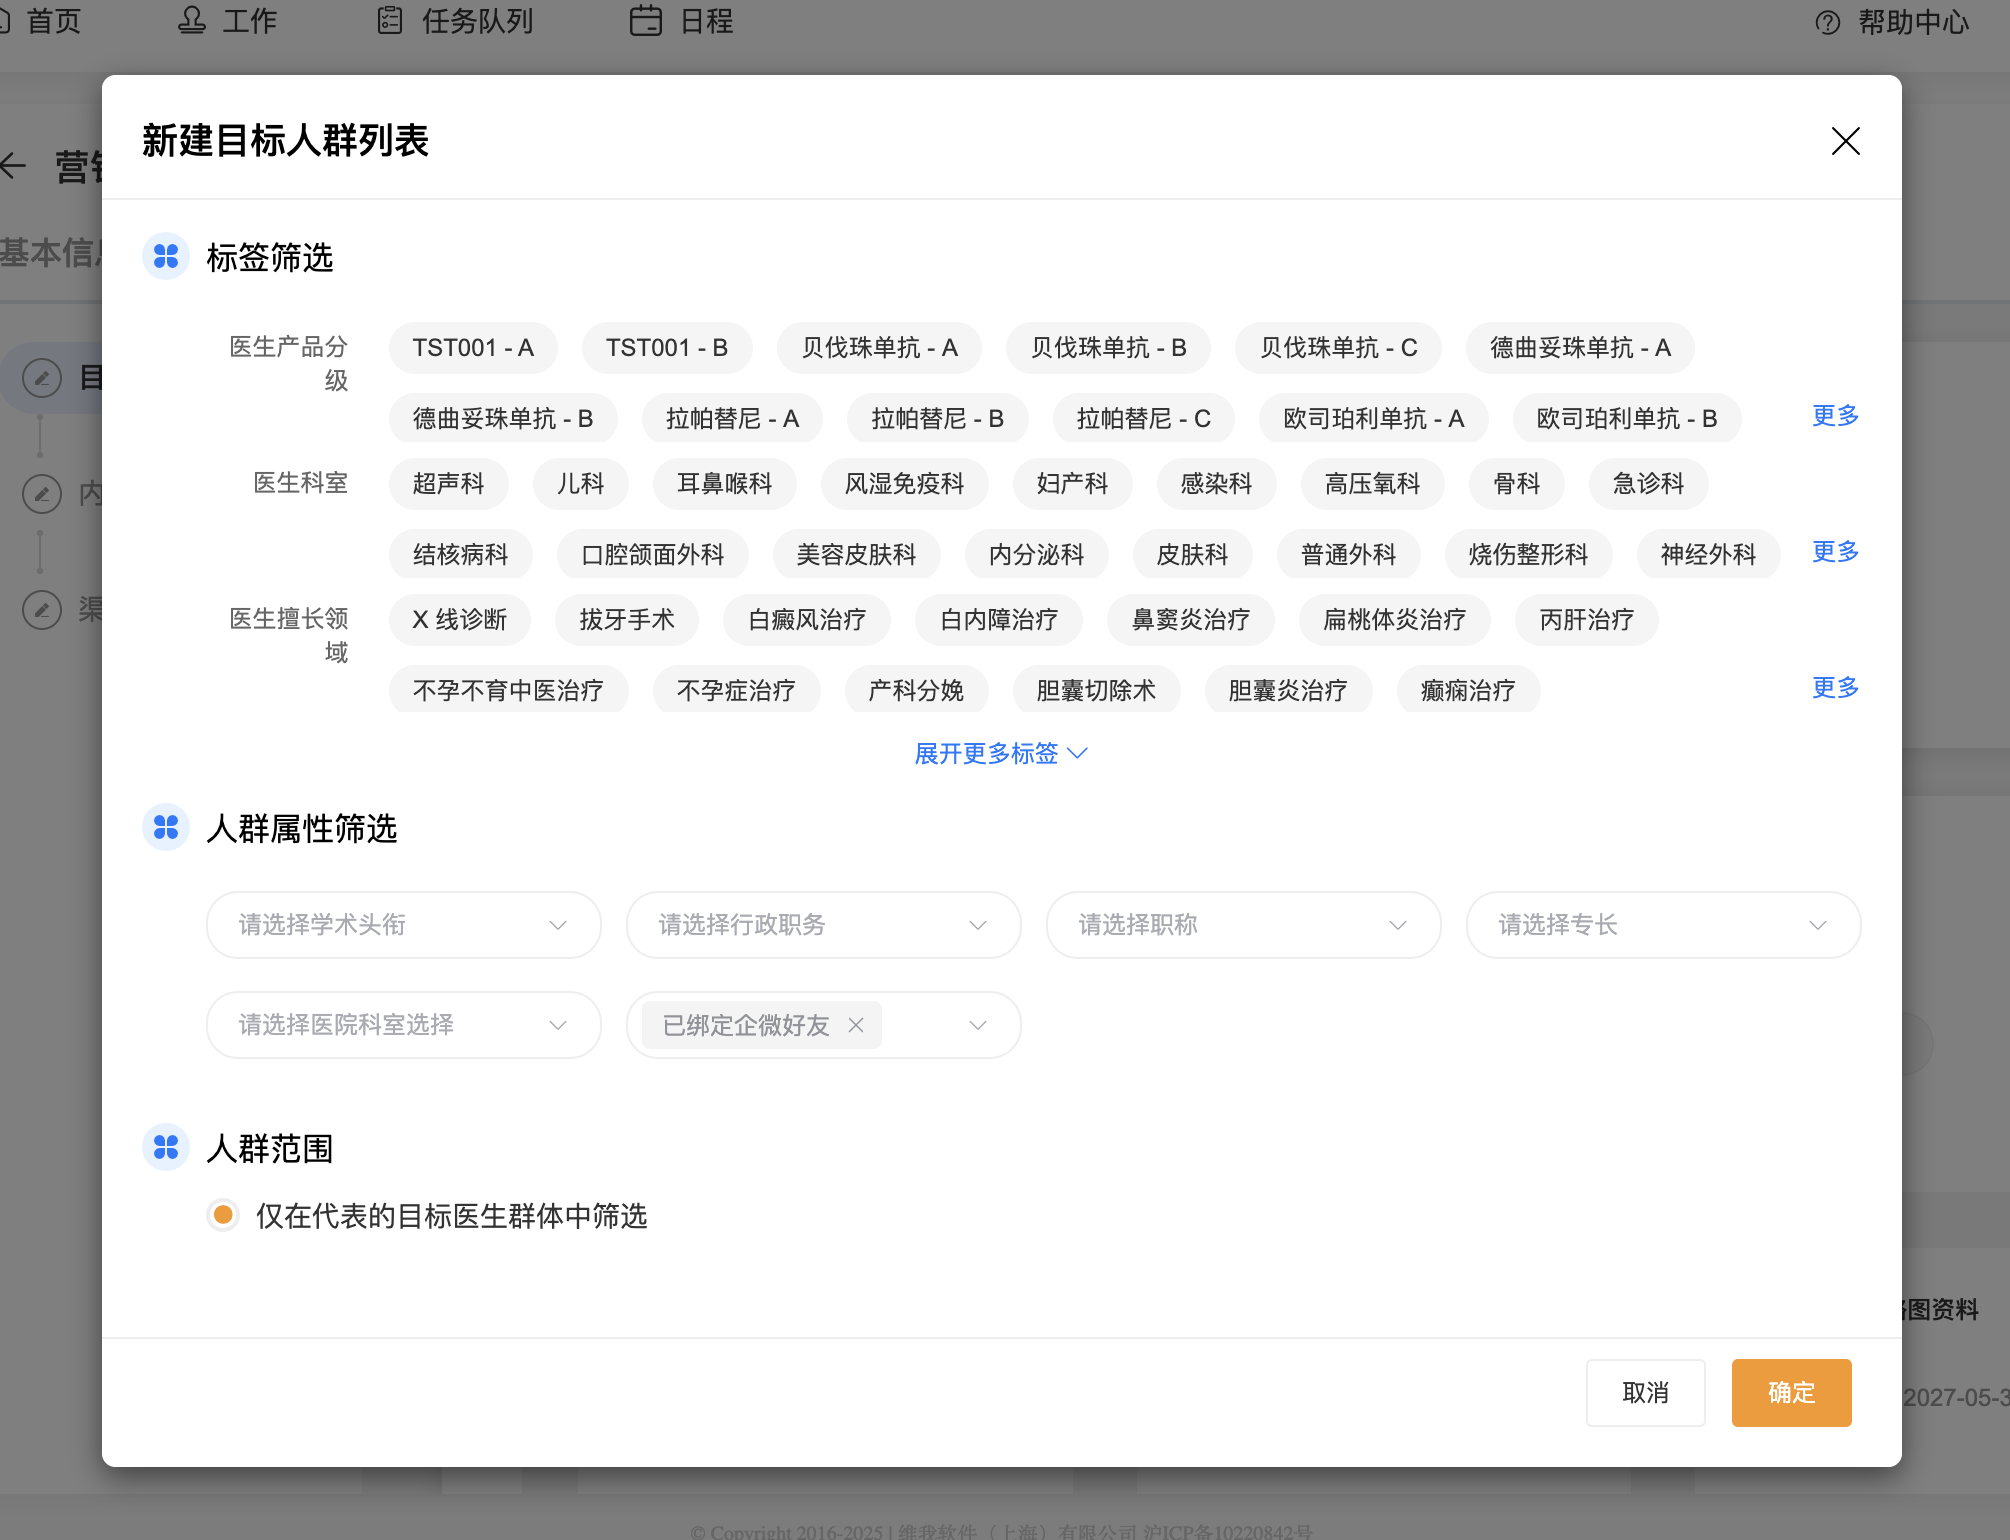 首页 工作 任务队列 日程 帮助中心
新建目标人群列表
基本信
标签筛选
医生产品分级 TST001 - A TST001 - B 贝伐珠单抗 - A 贝伐珠单抗 - B 贝伐珠单抗 - C 德曲妥珠单抗 - A
德曲妥珠单抗 - B 拉帕替尼 - A 拉帕替尼 - B 拉帕替尼 - C 欧司珀利单抗 - A 欧司珀利单抗 - B 更多
医生科室 超声科 儿科 耳鼻喉科 风湿免疫科 妇产科 感染科 高压氧科 骨科 急诊科
结核病科 口腔颌面外科 美容皮肤科 内分泌科 皮肤科 普通外科 烧伤整形科 神经外科 更多
医生擅长领域 X 线诊断 拔牙手术 白癜风治疗 白内障治疗 鼻窦炎治疗 扁桃体炎治疗 丙肝治疗
不孕不育中医治疗 不孕症治疗 产科分娩 胆囊切除术 胆囊炎治疗 癫痫治疗 更多
展开更多标签
人群属性筛选
请选择学术头衔 请选择行政职务 请选择职称 请选择专长
请选择医院科室选择 已绑定企微好友
人群范围
仅在代表的目标医生群体中筛选
图资料
取消 确定
2027-05-3
© Copyright 2016-2025 | 维我软件（上海）有限公司 沪ICP备10220842号